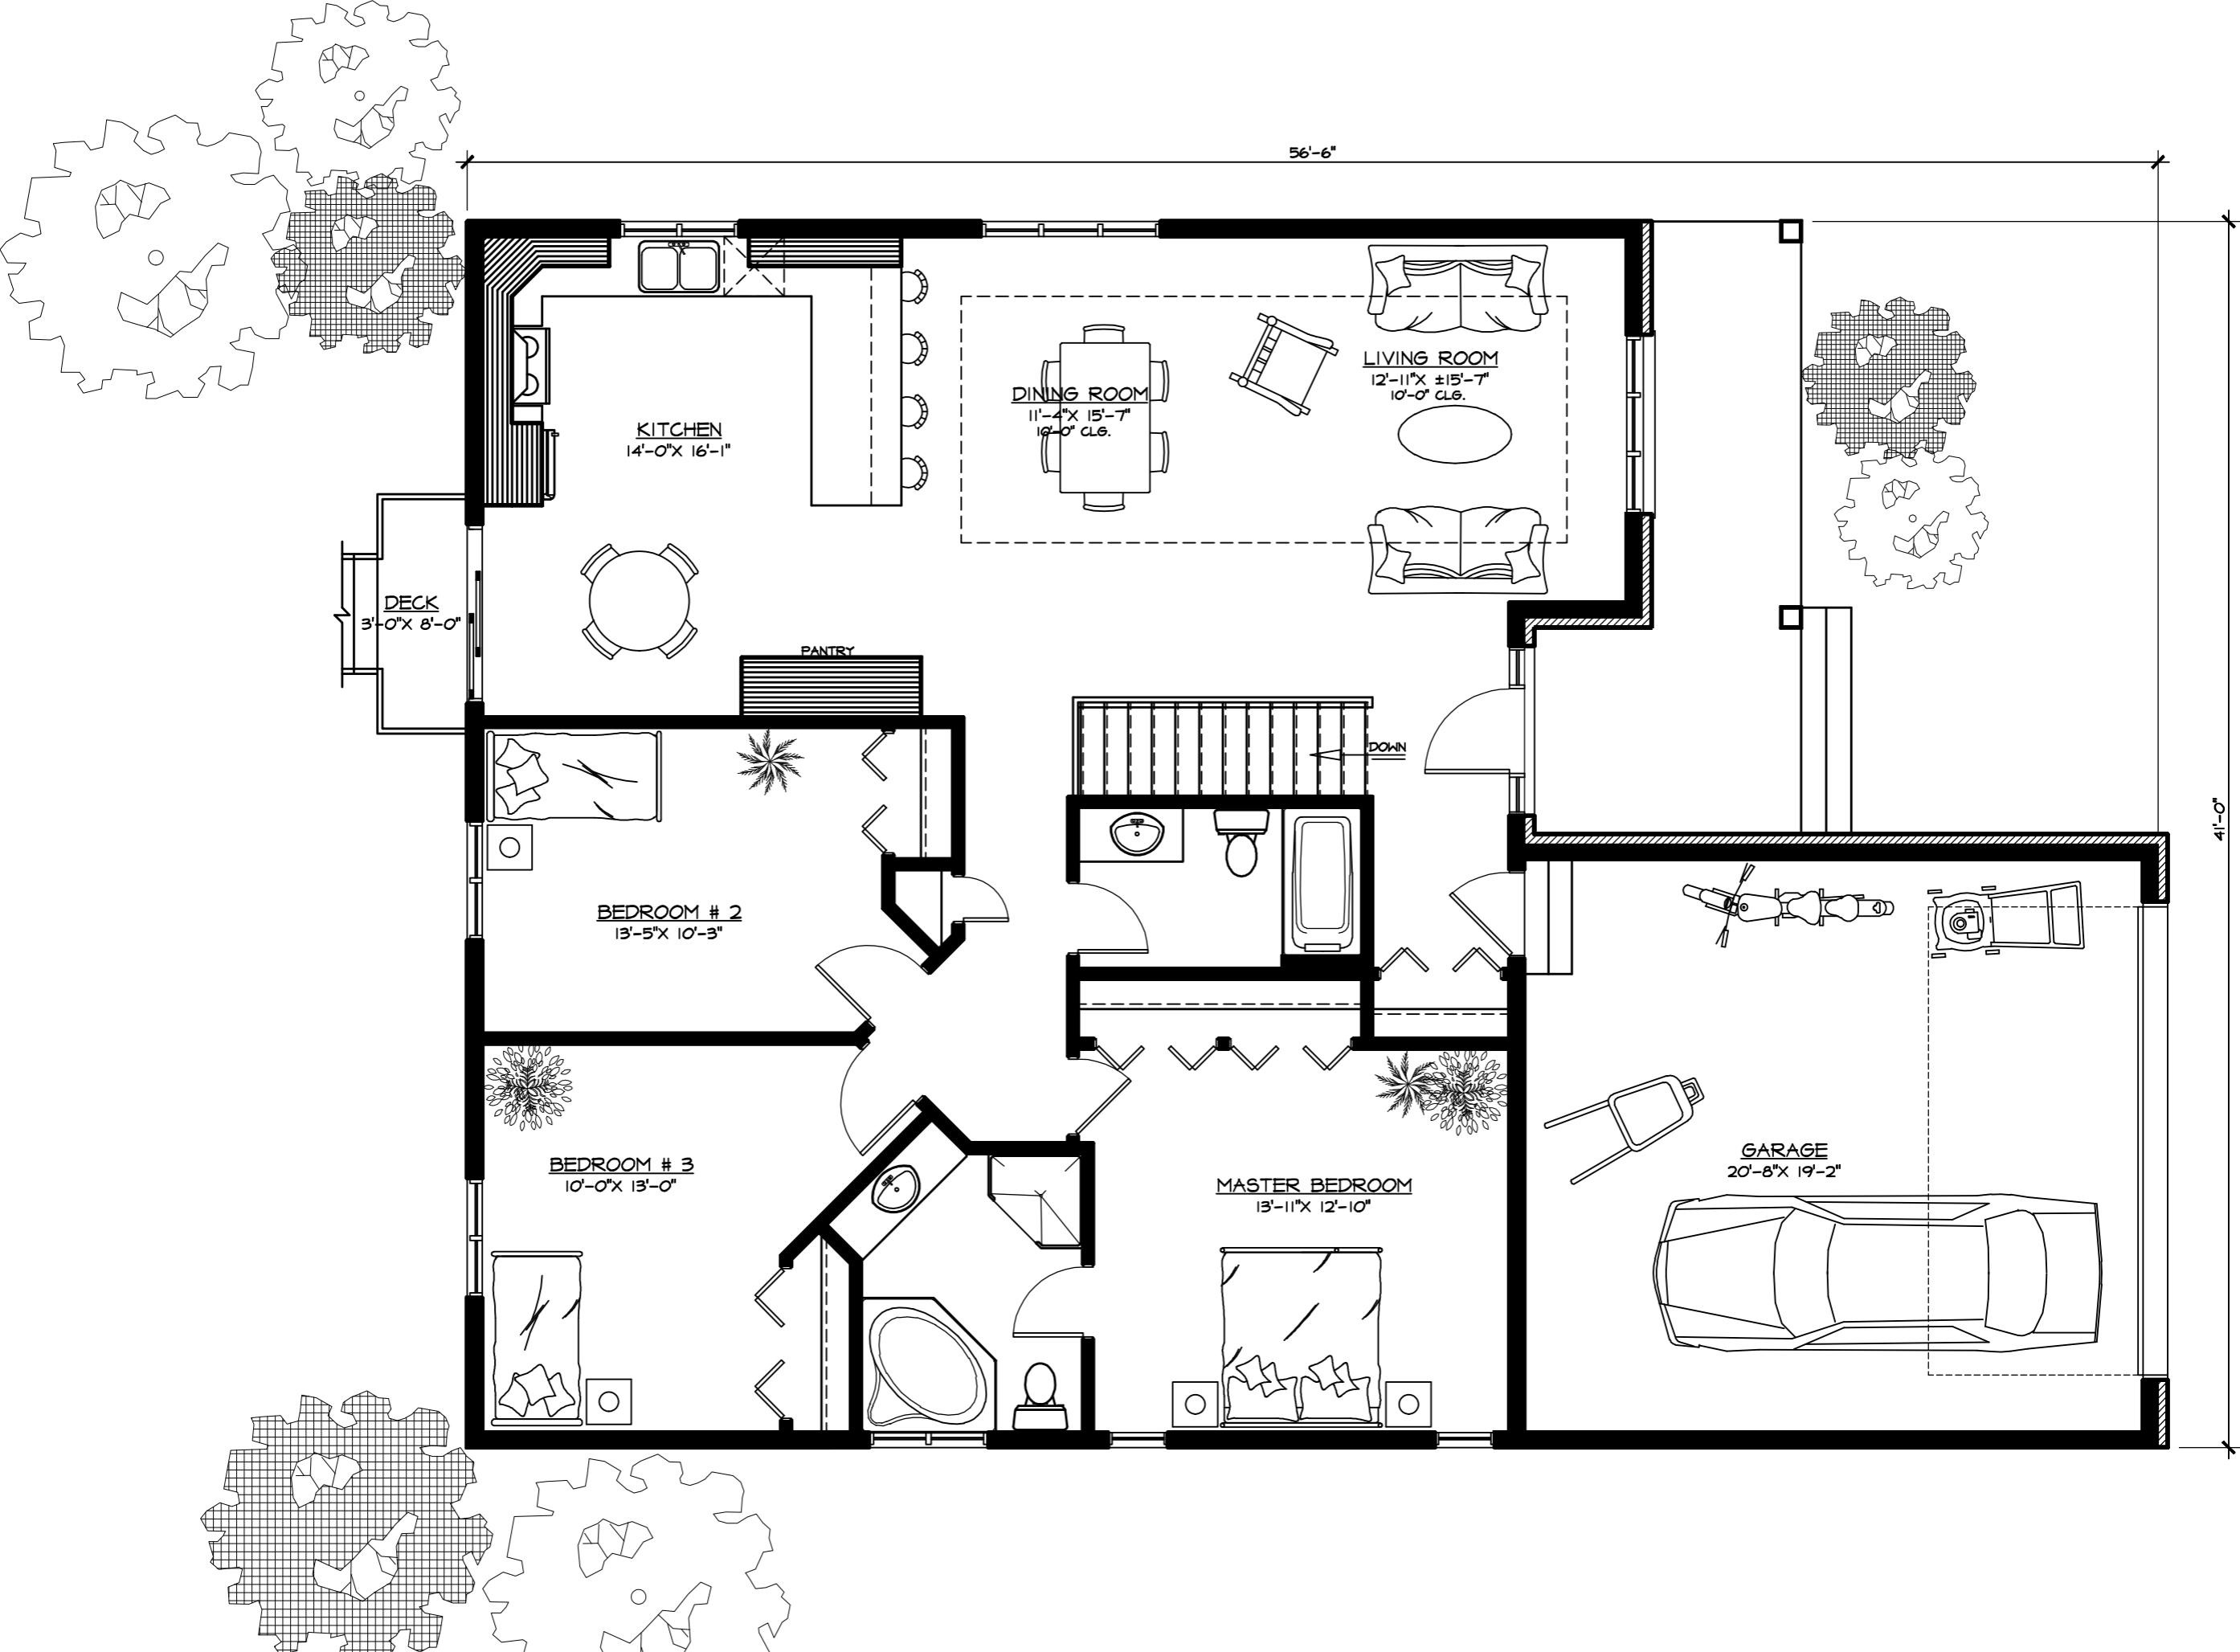 56'-6"
LIVING ROOM
12'-11"X ±15'-7"
10'-0" CLG.
DINING ROOM
11'-4"X 15'-7"
10'-0" CLG.
KITCHEN
14'-0"X 16'-1"
DECK
3'-0"X 8'-0"
PANTRY
DOWN
41'-0"
BEDROOM # 2
13'-5"X 10'-3"
BEDROOM # 3
10'-0"X 13'-0"
MASTER BEDROOM
13'-11"X 12'-10"
GARAGE
20'-8"X 19'-2"